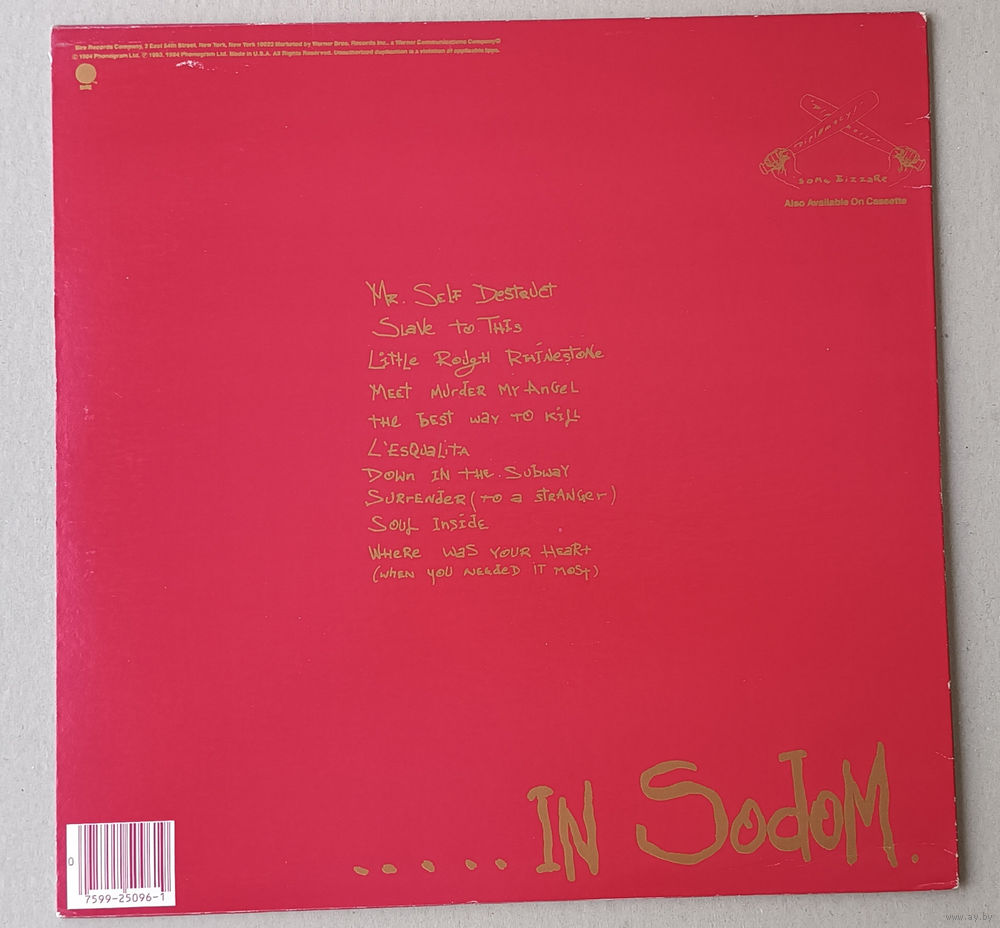 Sire Records Company, 3 East 54th Street, New York, New York 10022 Marketed by Warner Bros. Records Inc., a Warner Communications Company
© 1984 Phonogram Ltd. ℗ 1983, 1984 Phonogram Ltd. Made in U.S.A. All Rights Reserved. Unauthorized duplication is a violation of applicable laws.
"Diplomacy!"
Some Bizzare
Also Available On Cassette
Mr. Self Destruct
Slave to This
Little Rough Rhinestone
Meet Murder My Angel
the best way to kill
L'Esqualita
Down in the Subway
Surrender (to a stranger)
Soul Inside
Where was your Heart
(when you needed it most)
..... IN SodoM.
0
7599-25096-1
www.ay.by